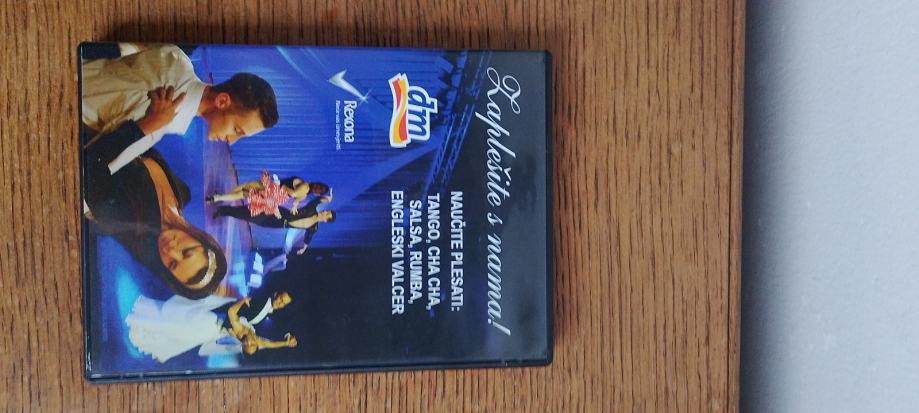 Zaplešite s nama!
dm
Rexona
NAUČITE PLESATI:
TANGO, CHA CHA,
SALSA, RUMBA,
ENGLESKI VALCER